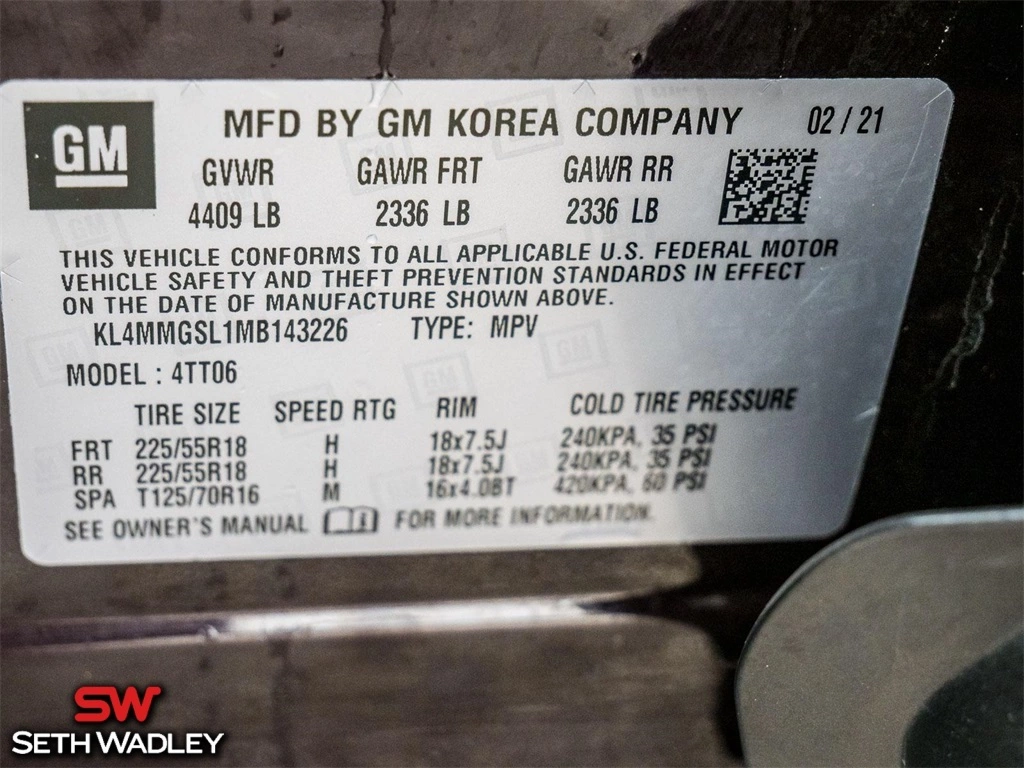 GM
MFD BY GM KOREA COMPANY 02 / 21
GVWR GAWR FRT GAWR RR
4409 LB 2336 LB 2336 LB
THIS VEHICLE CONFORMS TO ALL APPLICABLE U.S. FEDERAL MOTOR
VEHICLE SAFETY AND THEFT PREVENTION STANDARDS IN EFFECT
ON THE DATE OF MANUFACTURE SHOWN ABOVE.
KL4MMGSL1MB143226 TYPE: MPV
MODEL : 4TT06
TIRE SIZE SPEED RTG RIM COLD TIRE PRESSURE
FRT 225/55R18 H 18x7.5J 240KPA, 35 PSI
RR 225/55R18 H 18x7.5J 240KPA, 35 PSI
SPA T125/70R16 M 16x4.0BT 420KPA, 60 PSI
SEE OWNER'S MANUAL FOR MORE INFORMATION.
SW
SETH WADLEY